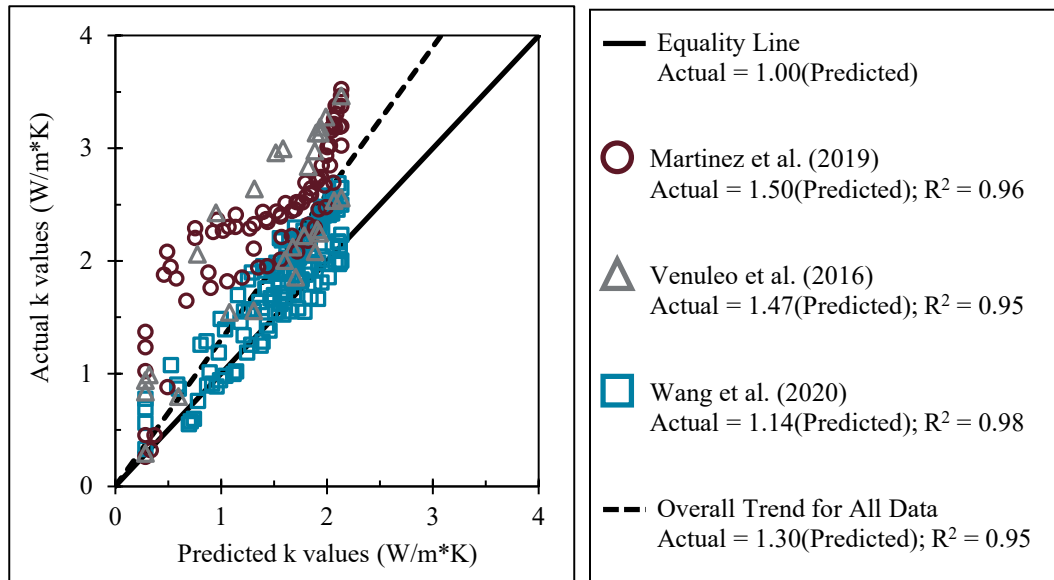 4
3
2
1
0
0
1
2
3
4
Actual k values (W/m*K)
Predicted k values (W/m*K)
Equality Line
Actual = 1.00(Predicted)
Martinez et al. (2019)
Actual = 1.50(Predicted); R² = 0.96
Venuleo et al. (2016)
Actual = 1.47(Predicted); R² = 0.95
Wang et al. (2020)
Actual = 1.14(Predicted); R² = 0.98
Overall Trend for All Data
Actual = 1.30(Predicted); R² = 0.95